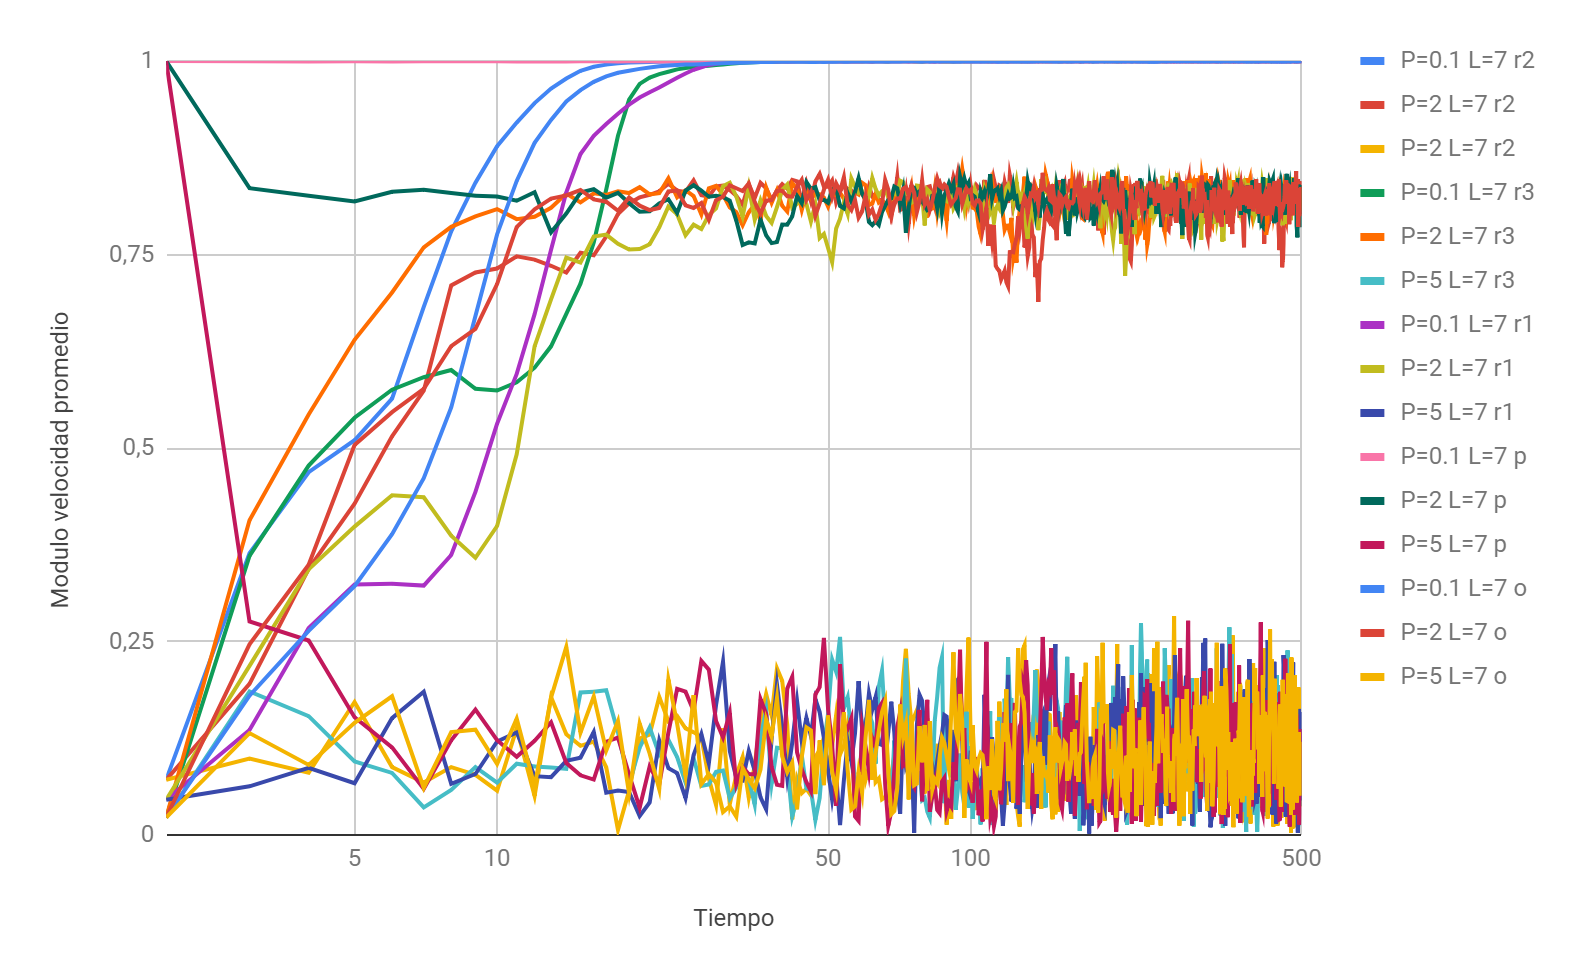 Modulo velocidad promedio
1
0,75
0,5
0,25
0
5
10
50
100
500
Tiempo
P=0.1 L=7 r2
P=2 L=7 r2
P=2 L=7 r2
P=0.1 L=7 r3
P=2 L=7 r3
P=5 L=7 r3
P=0.1 L=7 r1
P=2 L=7 r1
P=5 L=7 r1
P=0.1 L=7 p
P=2 L=7 p
P=5 L=7 p
P=0.1 L=7 o
P=2 L=7 o
P=5 L=7 o